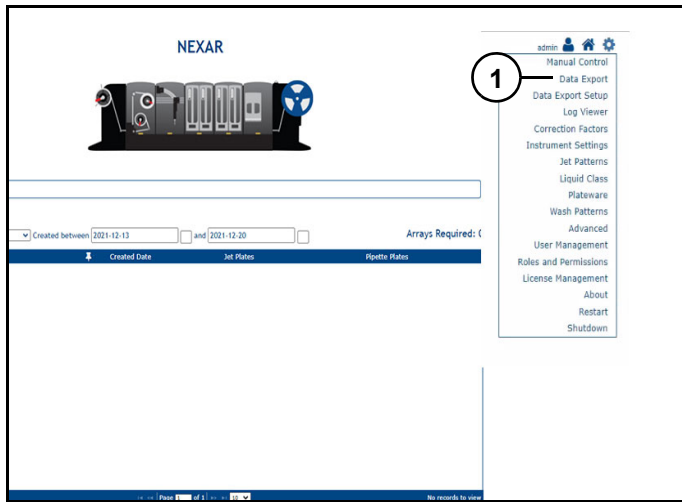 NEXAR
admin
Manual Control
1
Data Export
Data Export Setup
Log Viewer
Correction Factors
Instrument Settings
Jet Patterns
Liquid Class
Plateware
Wash Patterns
Advanced
User Management
Roles and Permissions
License Management
About
Restart
Shutdown
Created between 2021-12-13 and 2021-12-20 Arrays Required: 0
Created Date Jet Plates Pipette Plates
Page 1 of 1 10 No records to view